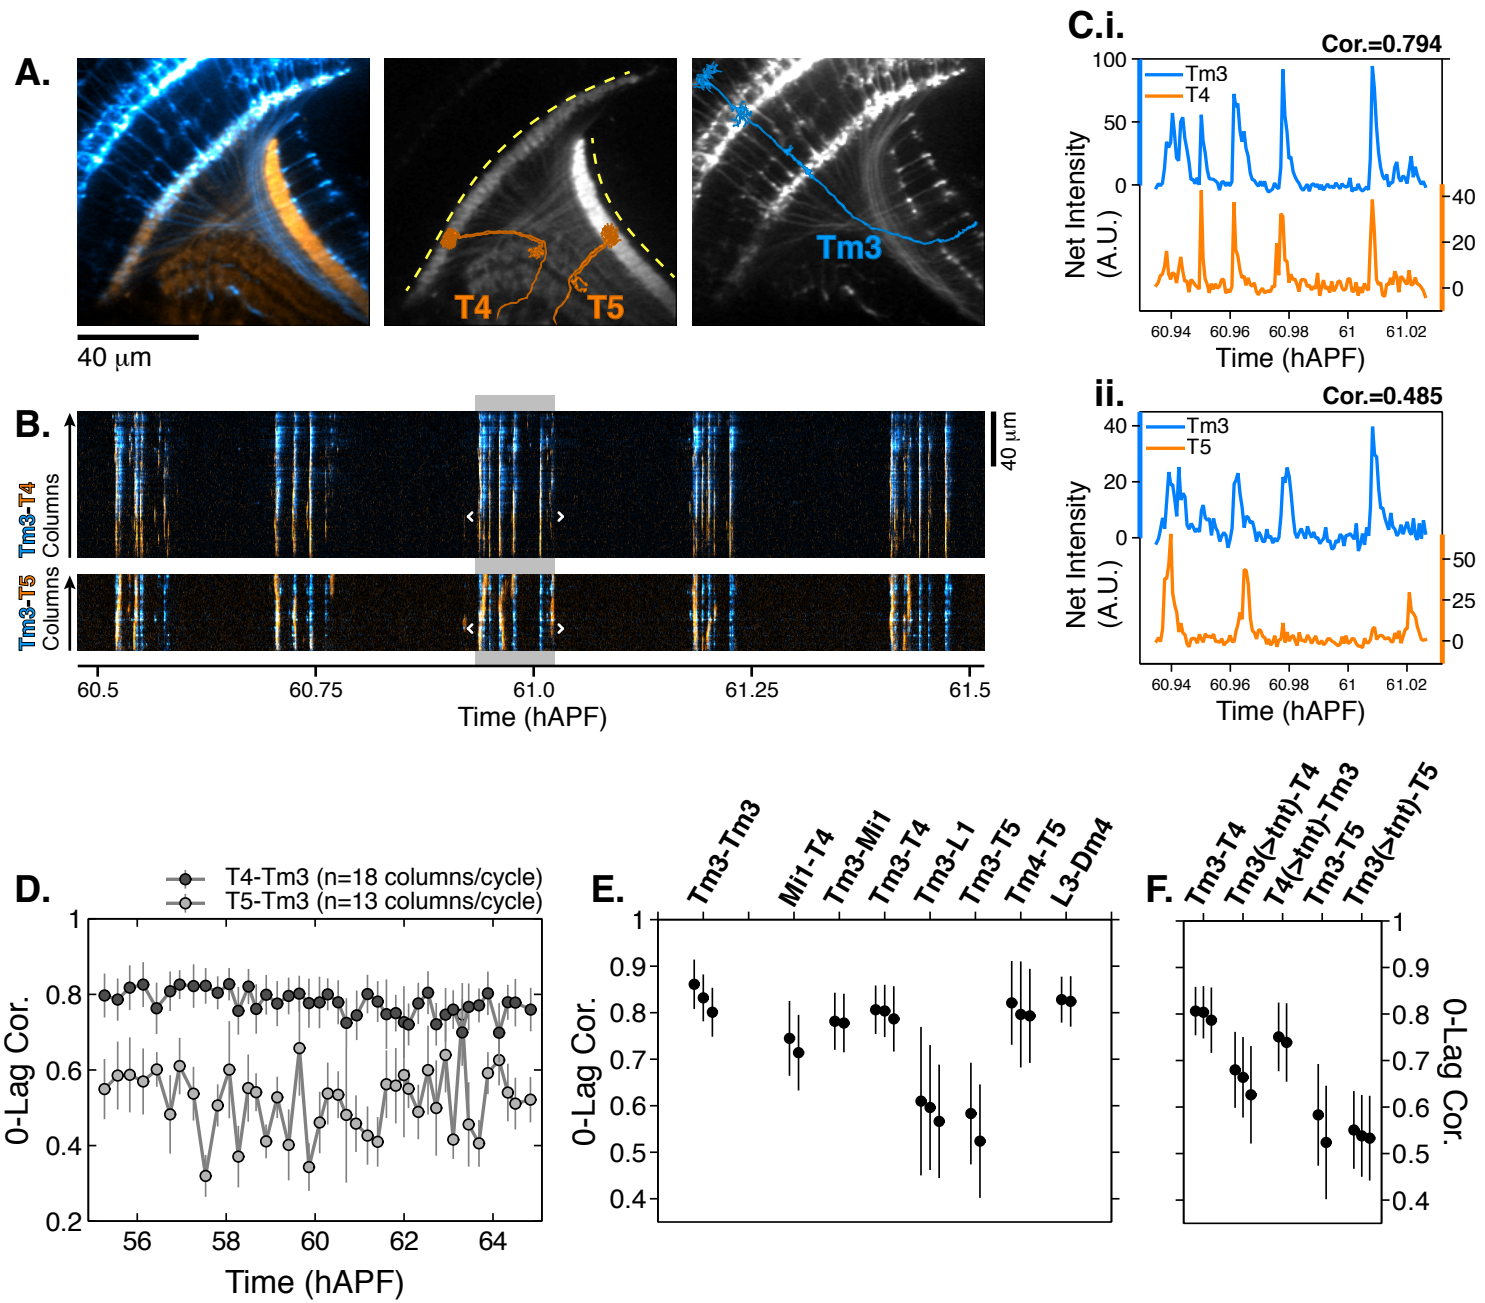 A.
T4
T5
Tm3
40 μm
C.i.
Cor.=0.794
Tm3
T4
100
50
0
40
20
0
Net Intensity
(A.U.)
60.94 60.96 60.98 61 61.02
Time (hAPF)
ii.
Cor.=0.485
Tm3
T5
40
20
0
50
25
0
Net Intensity
(A.U.)
60.94 60.96 60.98 61 61.02
Time (hAPF)
B.
Tm3-T4
Columns
Tm3-T5
Columns
40 μm
60.5 60.75 61.0 61.25 61.5
Time (hAPF)
D.
T4-Tm3 (n=18 columns/cycle)
T5-Tm3 (n=13 columns/cycle)
1
0.8
0.6
0.4
0.2
0-Lag Cor.
56 58 60 62 64
Time (hAPF)
E.
Tm3-Tm3
Mi1-T4
Tm3-Mi1
Tm3-T4
Tm3-L1
Tm3-T5
Tm4-T5
L3-Dm4
1
0.9
0.8
0.7
0.6
0.5
0.4
0-Lag Cor.
F.
Tm3-T4
Tm3(>tnt)-T4
T4(>tnt)-Tm3
Tm3-T5
Tm3(>tnt)-T5
1
0.9
0.8
0.7
0.6
0.5
0.4
0-Lag Cor.